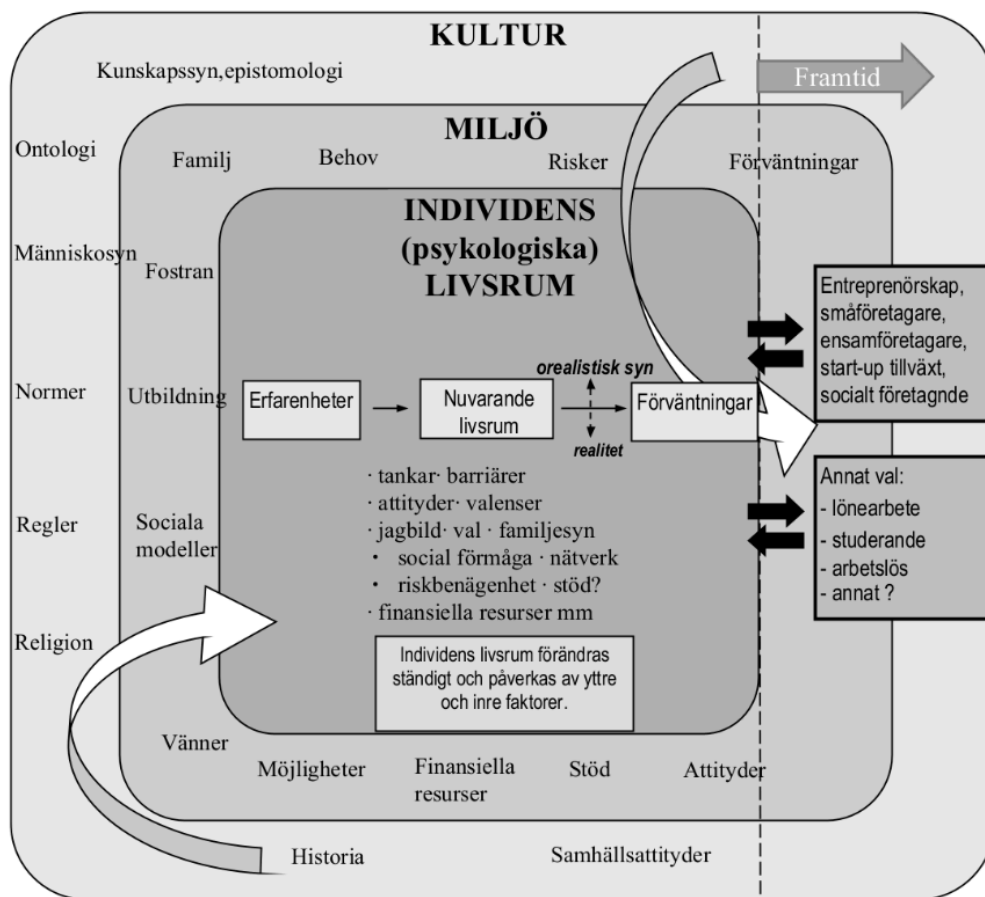 KULTUR
Kunskapssyn,epistomologi
Framtid
MILJÖ
Ontologi
Familj
Behov
Risker
Förväntningar
INDIVIDENS
(psykologiska)
LIVSRUM
Människosyn
Fostran
Entreprenörskap,
småföretagare,
ensamföretagare,
start-up tillväxt,
socialt företagnde
orealistisk syn
Normer
Utbildning
Erfarenheter
Nuvarande
livsrum
Förväntningar
realitet
· tankar· barriärer
· attityder· valenser
· jagbild· val · familjesyn
• social förmåga · nätverk
• riskbenägenhet · stöd?
· finansiella resurser mm
Annat val:
- lönearbete
- studerande
- arbetslös
- annat ?
Regler
Sociala
modeller
Religion
Individens livsrum förändras
ständigt och påverkas av yttre
och inre faktorer.
Vänner
Möjligheter
Finansiella
resurser
Stöd
Attityder
Historia
Samhällsattityder